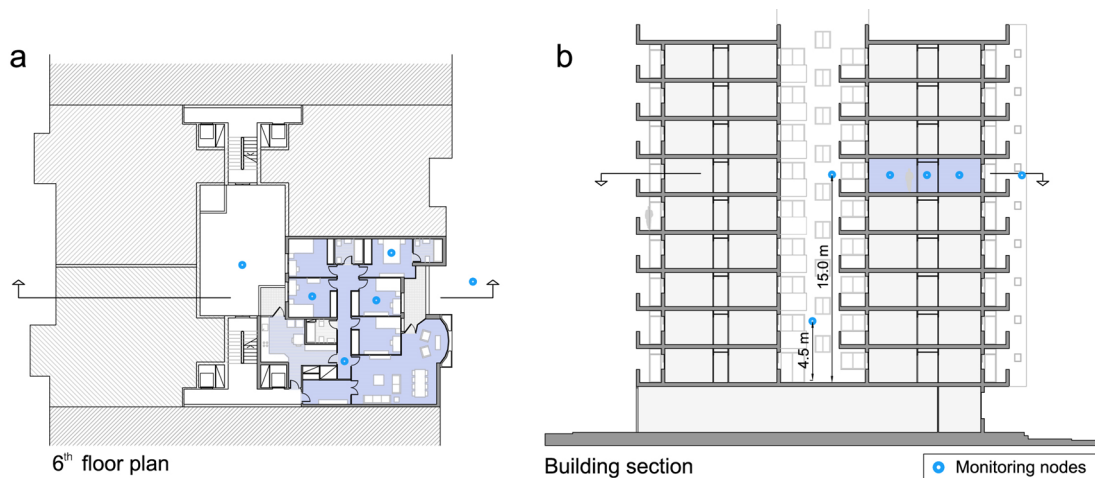 a
b
15.0 m
4.5 m
6th floor plan
Building section
Monitoring nodes